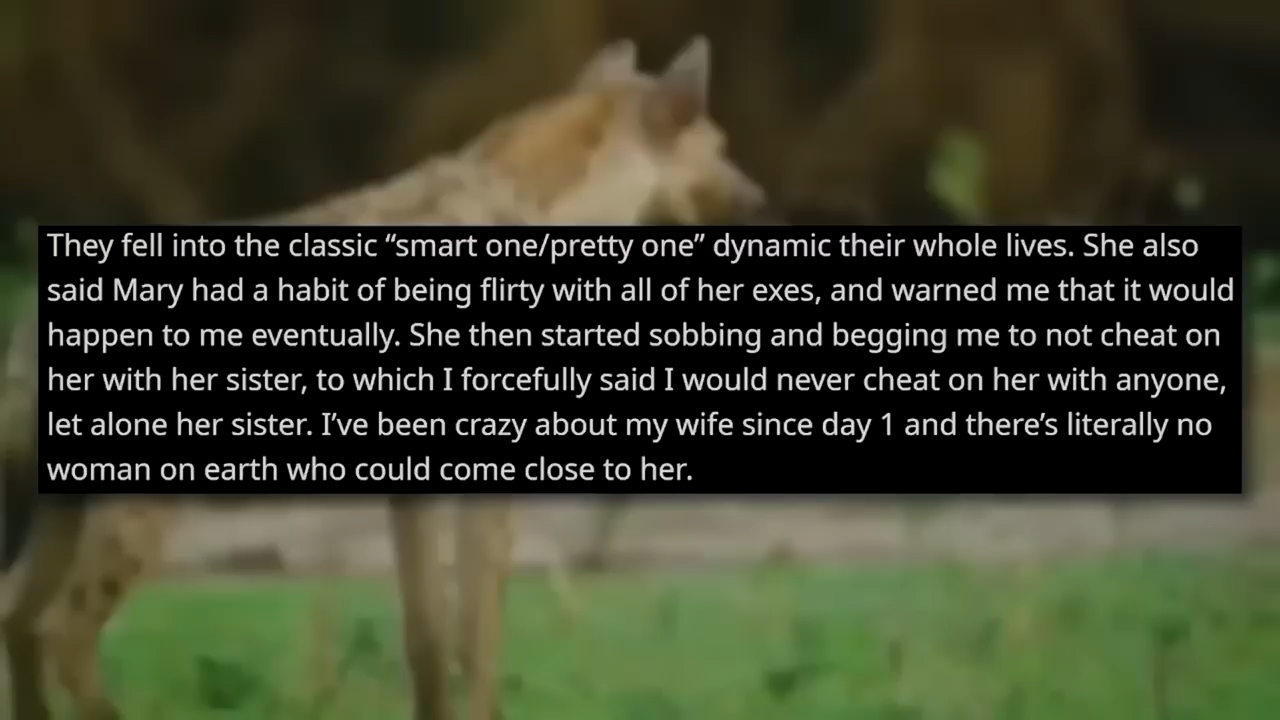 They fell into the classic “smart one/pretty one” dynamic their whole lives. She also
said Mary had a habit of being flirty with all of her exes, and warned me that it would
happen to me eventually. She then started sobbing and begging me to not cheat on
her with her sister, to which I forcefully said I would never cheat on her with anyone,
let alone her sister. I’ve been crazy about my wife since day 1 and there’s literally no
woman on earth who could come close to her.